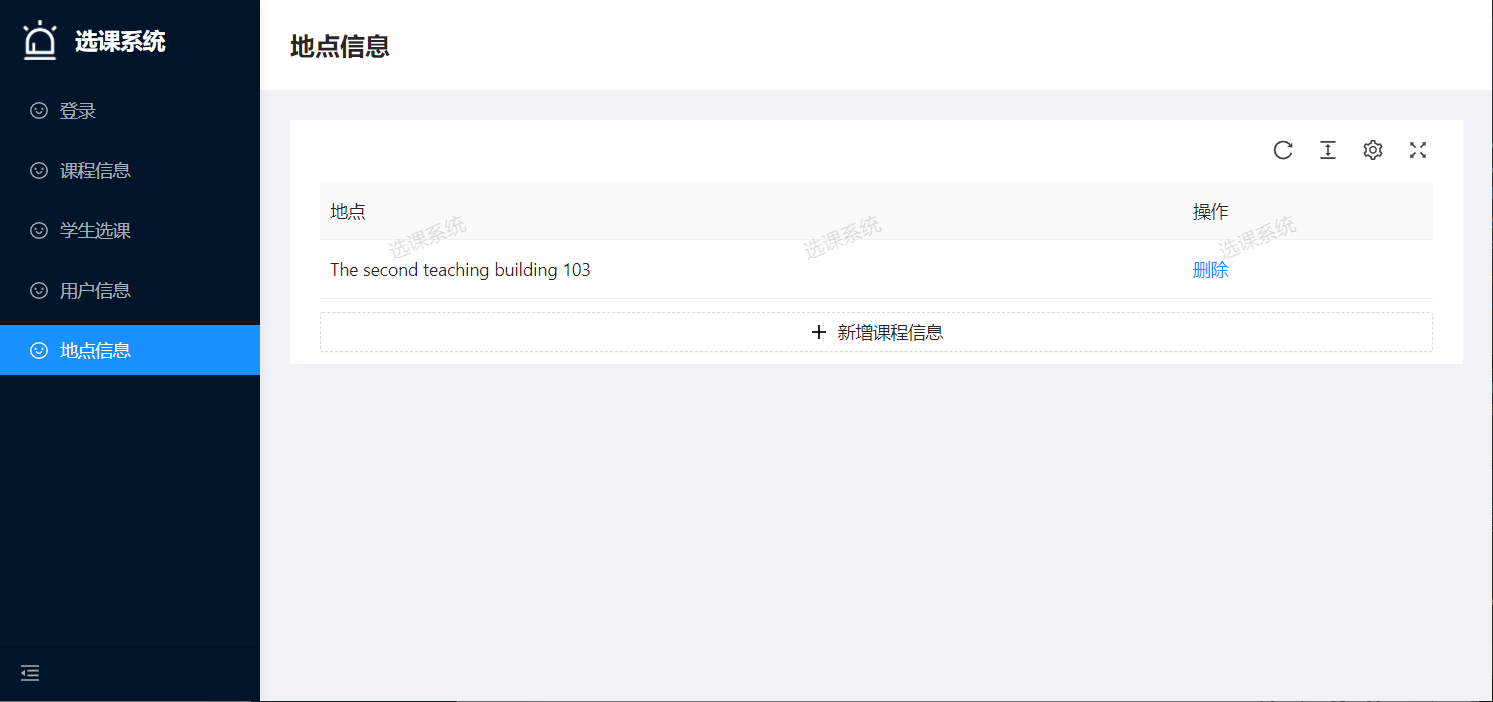 选课系统
登录
课程信息
学生选课
用户信息
地点信息
地点信息
地点 操作
选课系统 选课系统 选课系统
The second teaching building 103 删除
新增课程信息